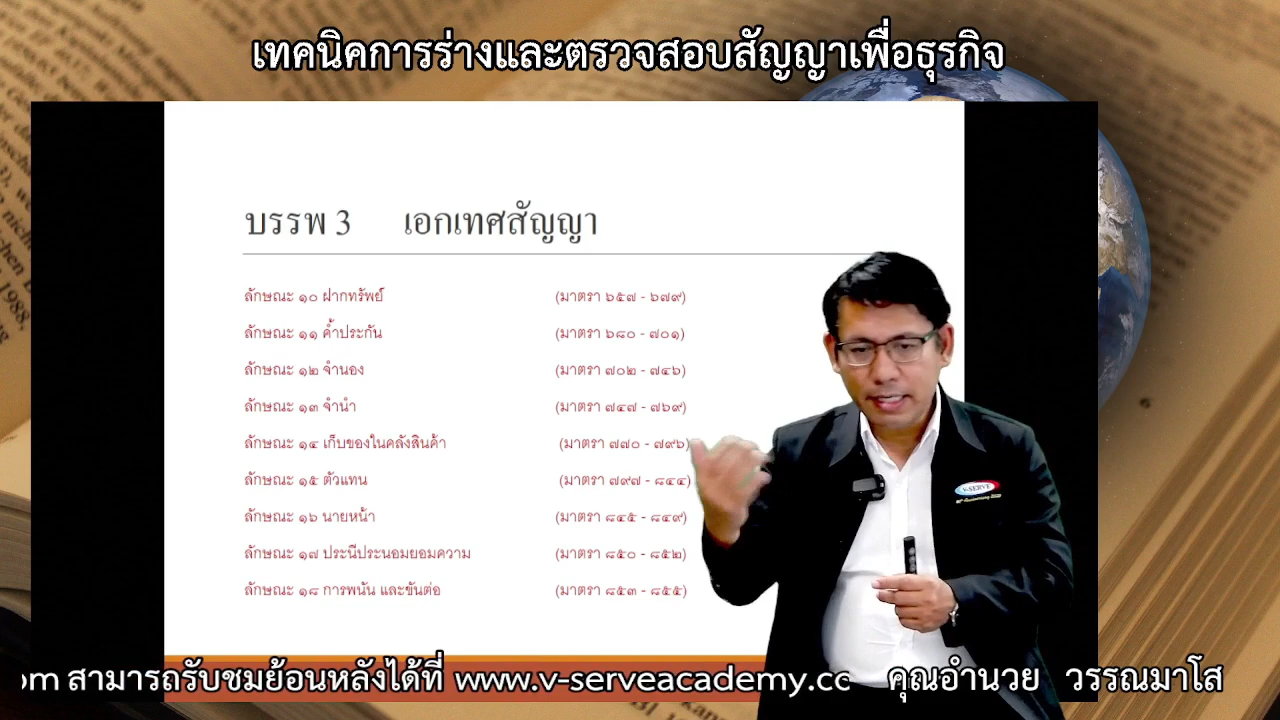 เทคนิคการร่างและตรวจสอบสัญญาเพื่อธุรกิจ
บรรพ 3 เอกเทศสัญญา
ลักษณะ ๑๐ ฝากทรัพย์ (มาตรา ๖๕๗ - ๖๗๙)
ลักษณะ ๑๑ ค้ำประกัน (มาตรา ๖๘๐ - ๗๐๑)
ลักษณะ ๑๒ จำนอง (มาตรา ๗๐๒ - ๗๔๖)
ลักษณะ ๑๓ จำนำ (มาตรา ๗๔๗ - ๗๖๙)
ลักษณะ ๑๔ เก็บของในคลังสินค้า (มาตรา ๗๗๐ - ๗๙๖)
ลักษณะ ๑๕ ตัวแทน (มาตรา ๗๙๗ - ๘๔๔)
ลักษณะ ๑๖ นายหน้า (มาตรา ๘๔๕ - ๘๔๙)
ลักษณะ ๑๗ ประนีประนอมยอมความ (มาตรา ๘๕๐ - ๘๕๒)
ลักษณะ ๑๘ การพนัน และขันต่อ (มาตรา ๘๕๓ - ๘๕๕)
V-SERVE
om สามารถรับชมย้อนหลังได้ที่ www.v-serveacademy.cc คุณอำนวย วรรณมาโส